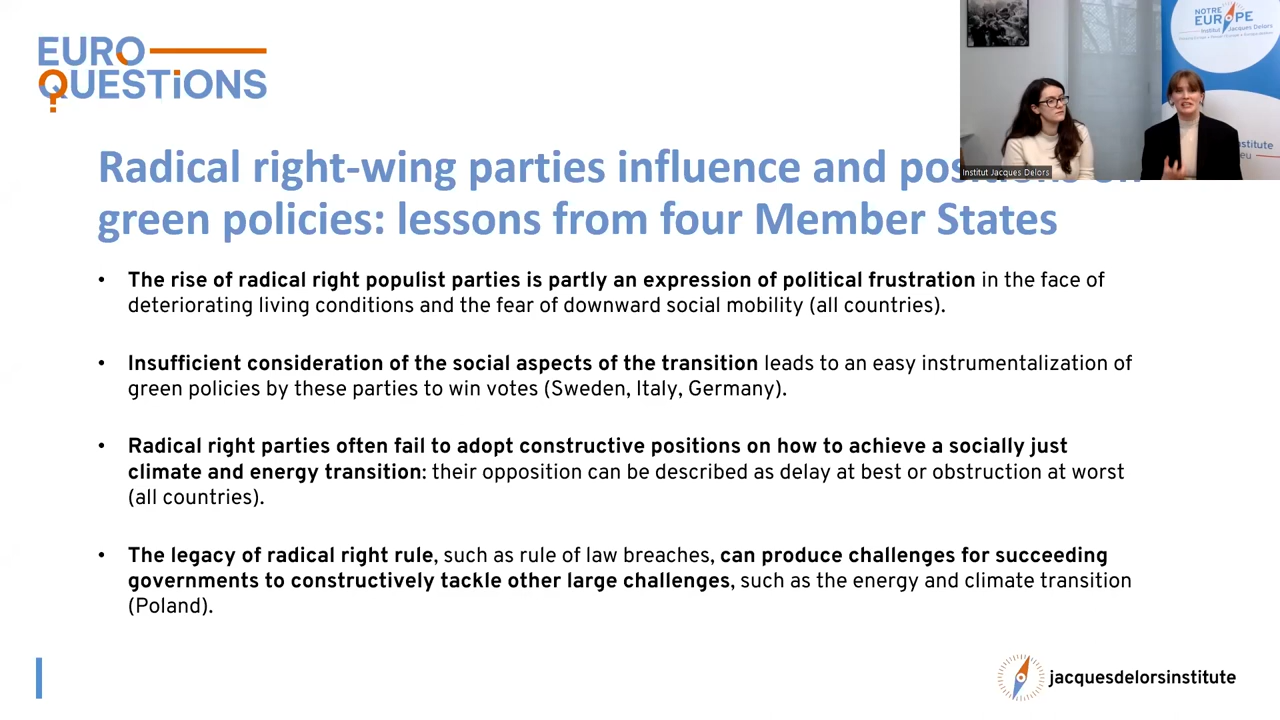 EURO
QUESTIONS
NOTRE
EUROPE
Institut Jacques Delors
Institut Jacques Delors
Radical right-wing parties influence and
green policies: lessons from four Member States
• The rise of radical right populist parties is partly an expression of political frustration in the face of
deteriorating living conditions and the fear of downward social mobility (all countries).
• Insufficient consideration of the social aspects of the transition leads to an easy instrumentalization of
green policies by these parties to win votes (Sweden, Italy, Germany).
• Radical right parties often fail to adopt constructive positions on how to achieve a socially just
climate and energy transition: their opposition can be described as delay at best or obstruction at worst
(all countries).
• The legacy of radical right rule, such as rule of law breaches, can produce challenges for succeeding
governments to constructively tackle other large challenges, such as the energy and climate transition
(Poland).
jacquesdelorsinstitute